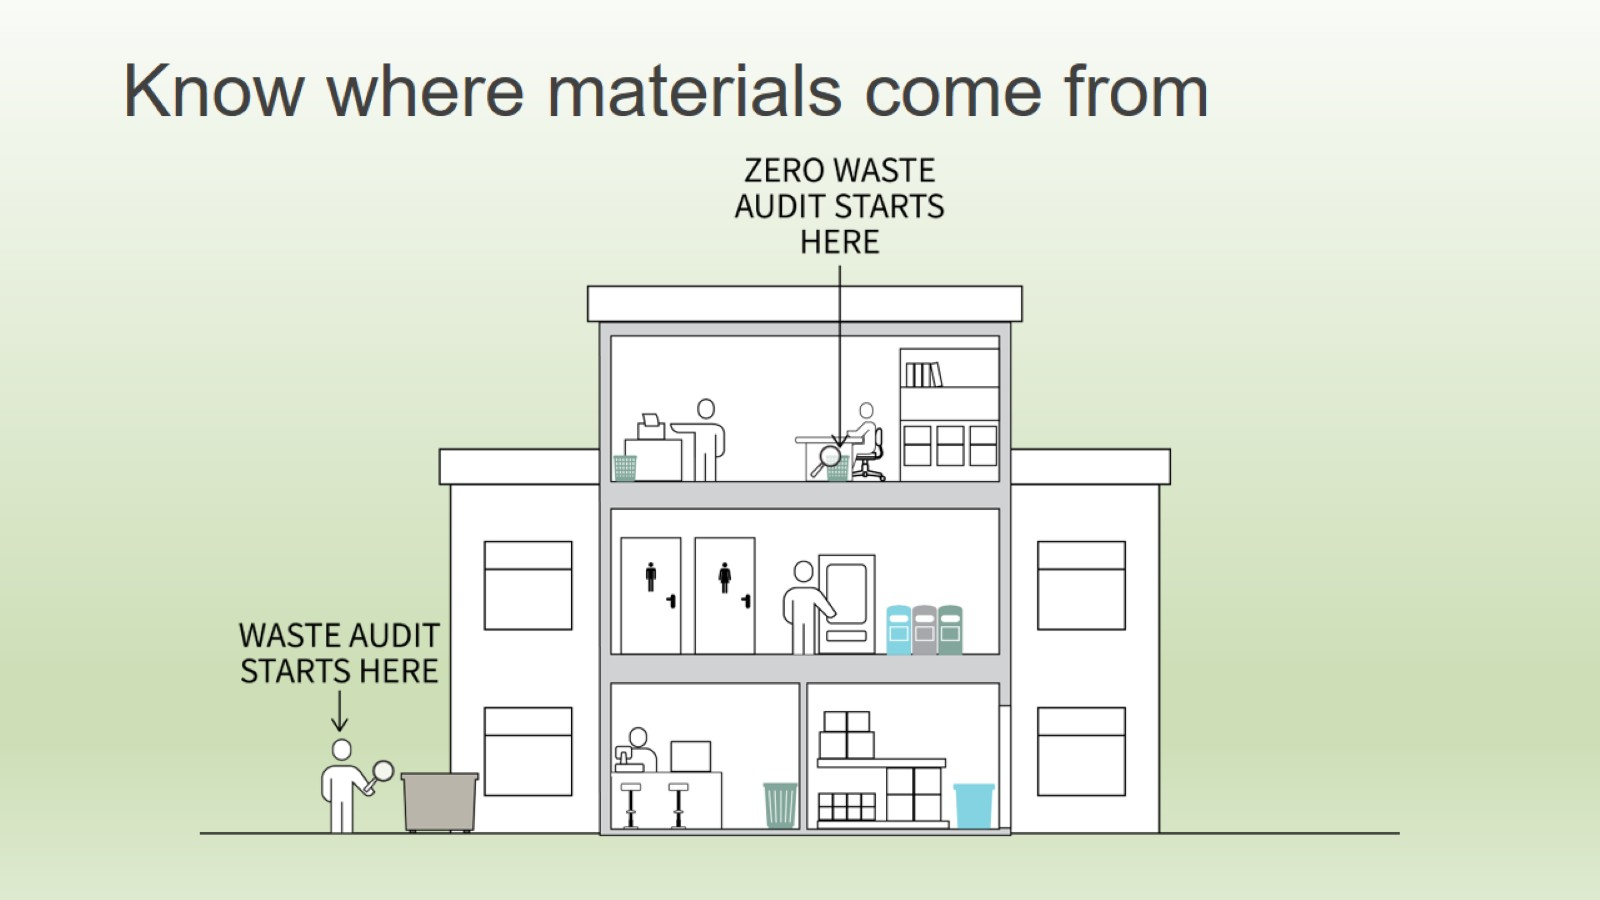 Know where materials come from
ZERO WASTE
AUDIT STARTS
HERE
WASTE AUDIT
STARTS HERE